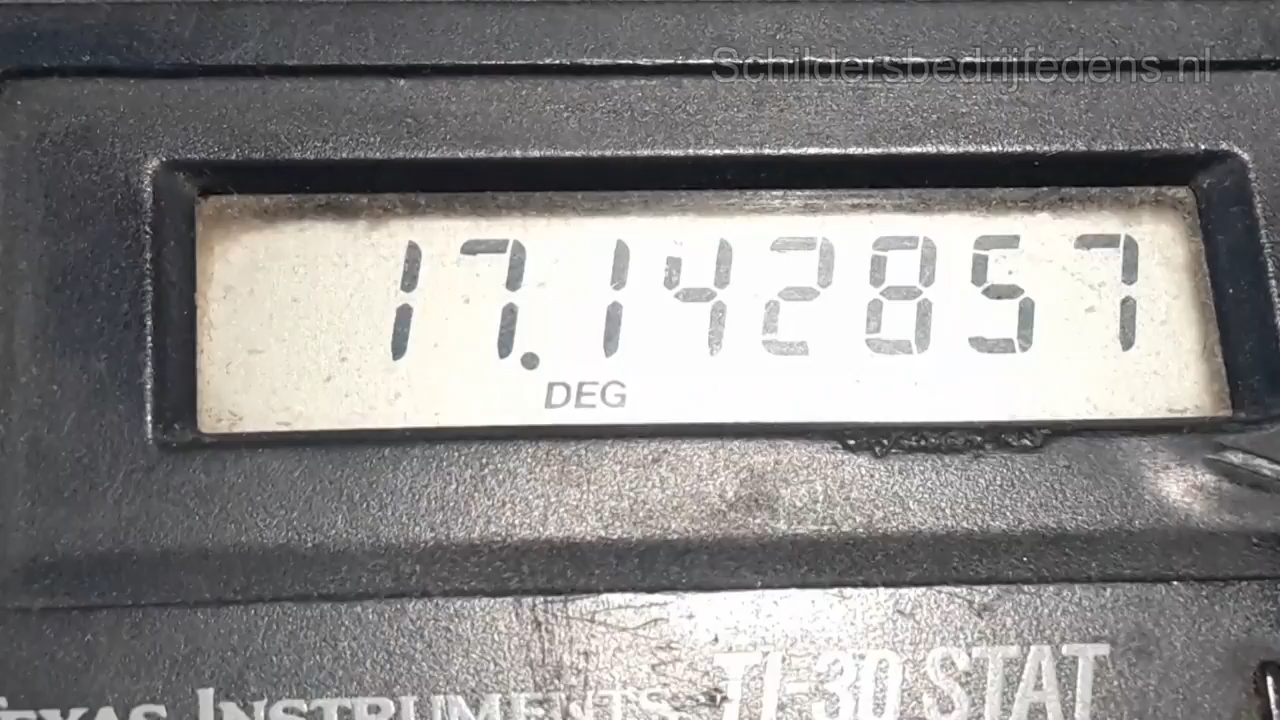 Schildersbedrijfedens.nl
17.142857
DEG
TEXAS INSTRUMENTS TI-30 STAT